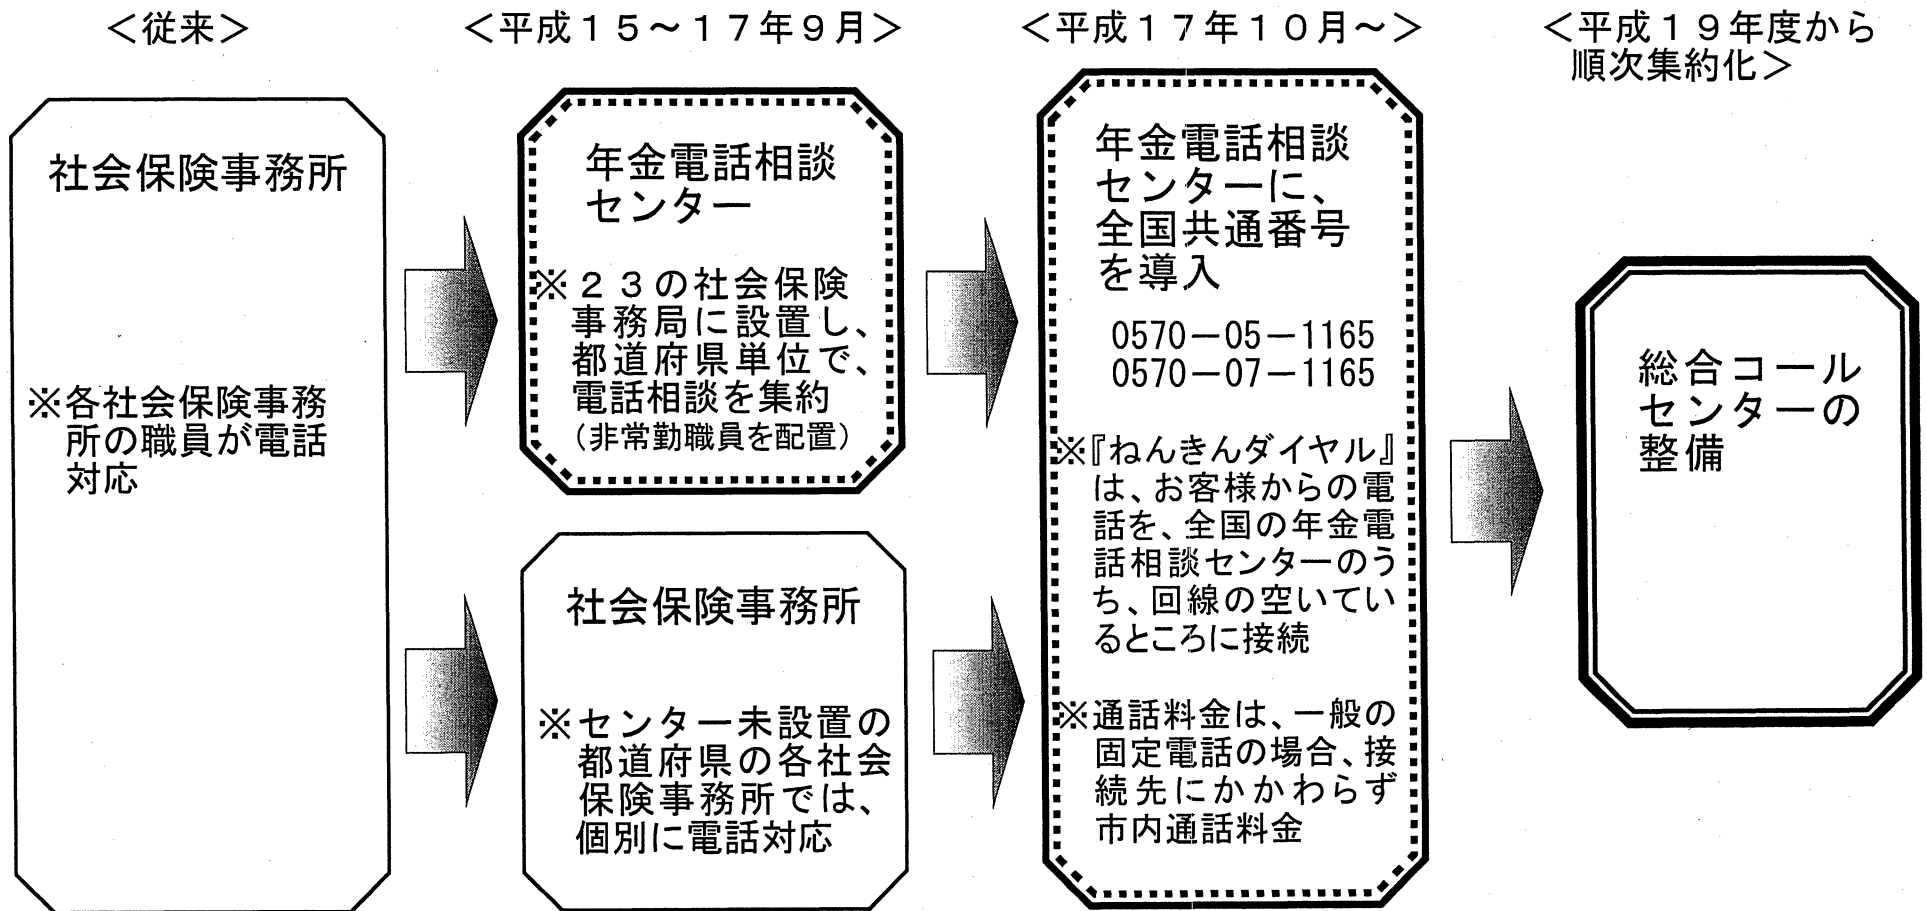 ＜従来＞
社会保険事務所
※各社会保険事務
所の職員が電話
対応
＜平成１５～１７年９月＞
年金電話相談
センター
※２３の社会保険
事務局に設置し、
都道府県単位で、
電話相談を集約
（非常勤職員を配置）
社会保険事務所
※センター未設置の
都道府県の各社会
保険事務所では、
個別に電話対応
＜平成１７年１０月～＞
年金電話相談
センターに、
全国共通番号
を導入
0570－05－1165
0570－07－1165
※『ねんきんダイヤル』
は、お客様からの電
話を、全国の年金電
話相談センターのう
ち、回線の空いてい
るところに接続
※通話料金は、一般の
固定電話の場合、接
続先にかかわらず
市内通話料金
＜平成１９年度から
順次集約化＞
総合コール
センターの
整備